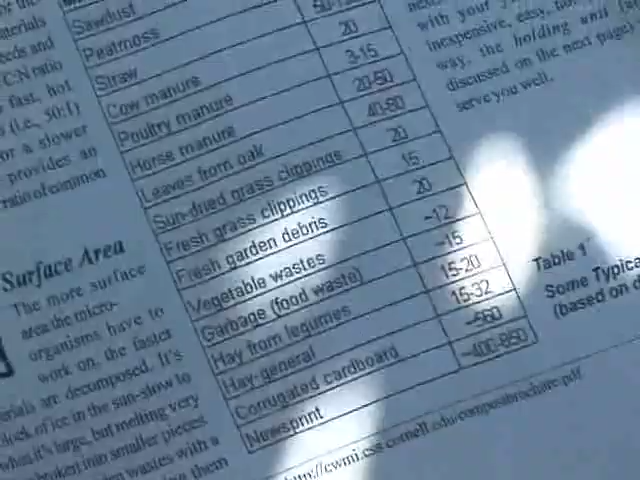 Sawdust
Peatmoss
Straw
Cow manure 20
Poultry manure 3-15
Horse manure 20-50
Leaves from oak 40-80
Sun-dried grass clippings 20
Fresh grass clippings 15
Fresh garden debris 20
Vegetable wastes ~12
Garbage (food waste) ~15
Hay from legumes 15-20
Hay-general 15-32
Corrugated cardboard ~560
Newsprint ~400-850
C/N ratio
fast, hot
(i.e., 50:1)
or a slower
provides an
ratio of common
Surface Area
The more surface
area the micro-
organisms have to
work on, the faster
are decomposed. It's
block of ice in the sun-slow to
it's large, but melting very
broken into smaller pieces
wastes with a
them
with your
inexpensive, easy,
way, the holding unit
discussed on the next page)
serve you well.
Table 1
Some Typica
(based on d
http://cwmi.css.cornell.edu/compostbrochure.pdf